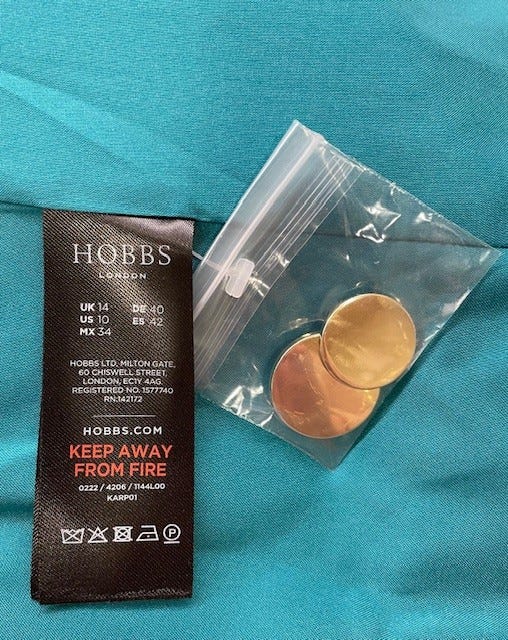 HOBBS
LONDON
UK 14 DE 40
US 10 ES 42
MX 34
HOBBS LTD, MILTON GATE,
60 CHISWELL STREET,
LONDON, EC1Y 4AG.
REGISTERED NO. 1577740
RN:142172
HOBBS.COM
KEEP AWAY
FROM FIRE
0222 / 4206 / 1144L00
KARP01
P